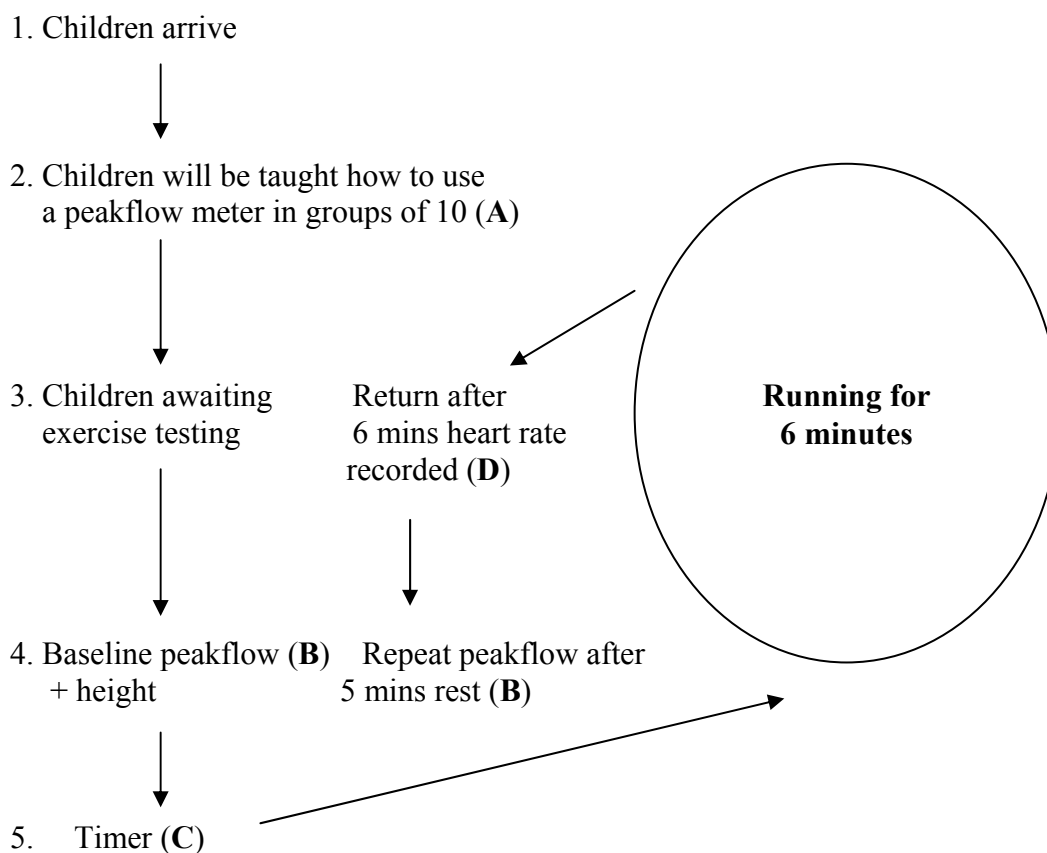 1. Children arrive
2. Children will be taught how to use
a peakflow meter in groups of 10 (A)
3. Children awaiting
exercise testing
Return after
6 mins heart rate
recorded (D)
Running for
6 minutes
4. Baseline peakflow (B)
+ height
Repeat peakflow after
5 mins rest (B)
5. Timer (C)